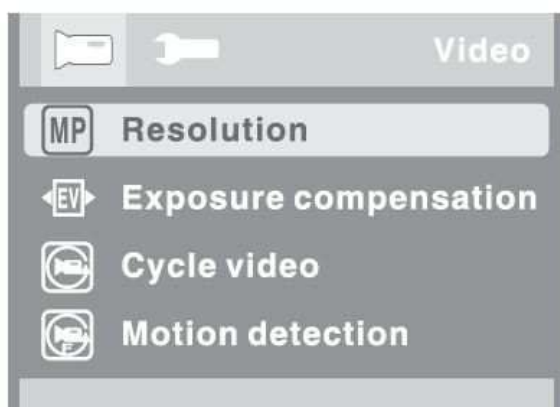 Video
MP Resolution
EV Exposure compensation
Cycle video
F Motion detection